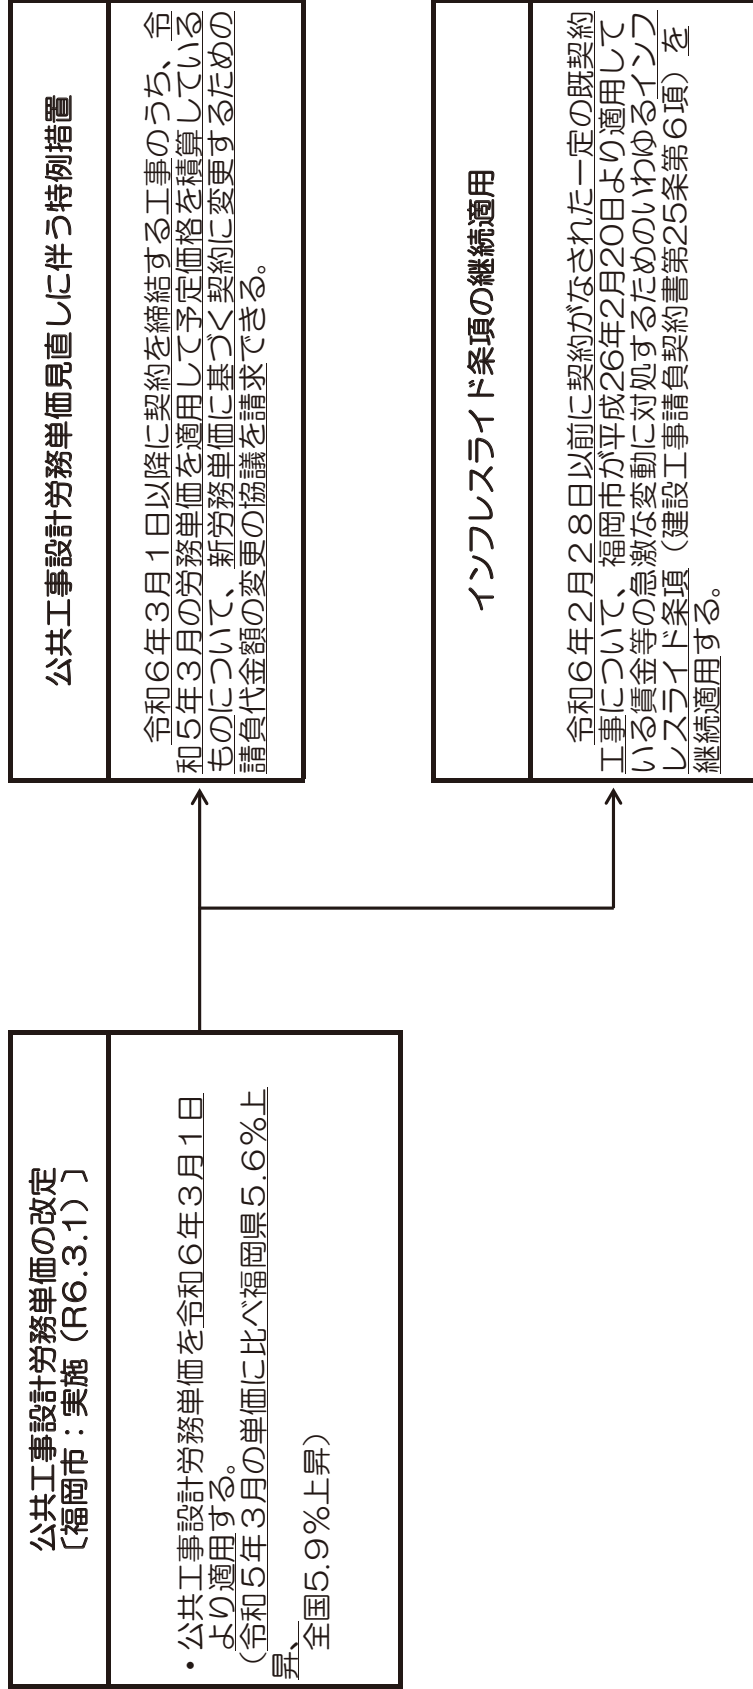 公共工事設計労務単価の改定
〔福岡市：実施（R6.3.1）〕
・公共工事設計労務単価を令和６年３月１日
より適用する。
（令和５年３月の単価に比べ福岡県５.６％上
昇、
全国5.9％上昇）
公共工事設計労務単価見直しに伴う特例措置
令和６年３月１日以降に契約を締結する工事のうち、令
和５年３月の労務単価を適用して予定価格を積算している
ものについて、新労務単価に基づく契約に変更するための
請負代金額の変更の協議を請求できる。
インフレスライド条項の継続適用
令和６年２月２８日以前に契約がなされた一定の既契約
工事について、福岡市が平成２６年２月２０日より適用して
いる賃金等の急激な変動に対処するためのいわゆるインフ
レスライド条項（建設工事請負契約書第２５条第６項）を
継続適用する。